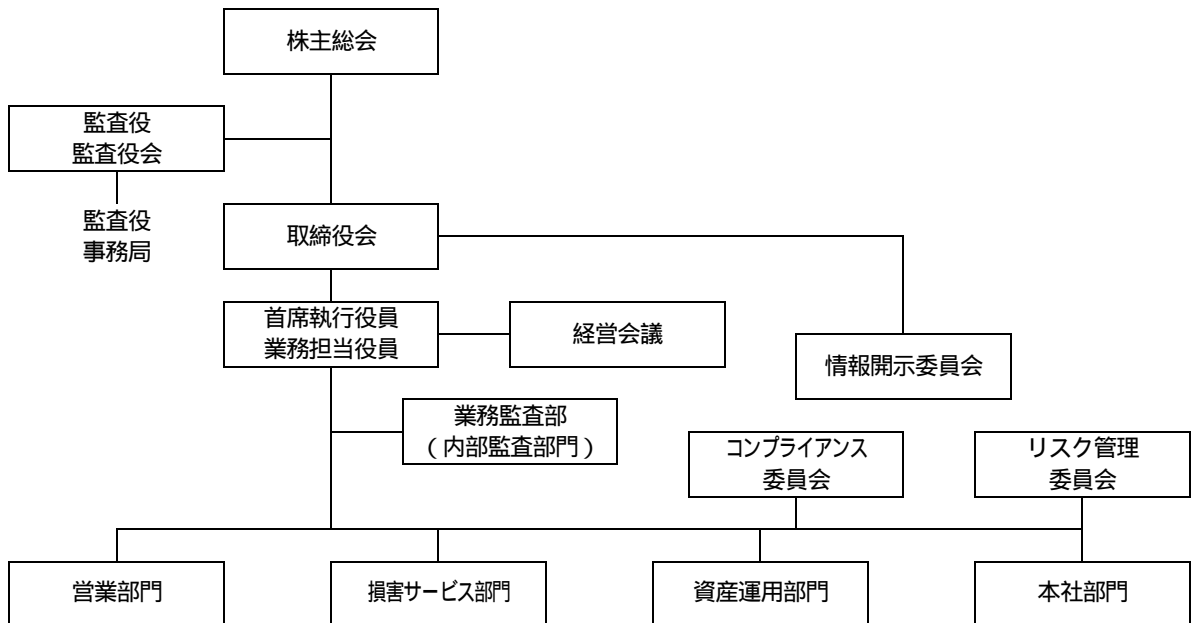 株主総会
監査役
監査役会
監査役
事務局
取締役会
首席執行役員
業務担当役員
経営会議
情報開示委員会
業務監査部
（内部監査部門）
コンプライアンス
委員会
リスク管理
委員会
営業部門
損害サービス部門
資産運用部門
本社部門